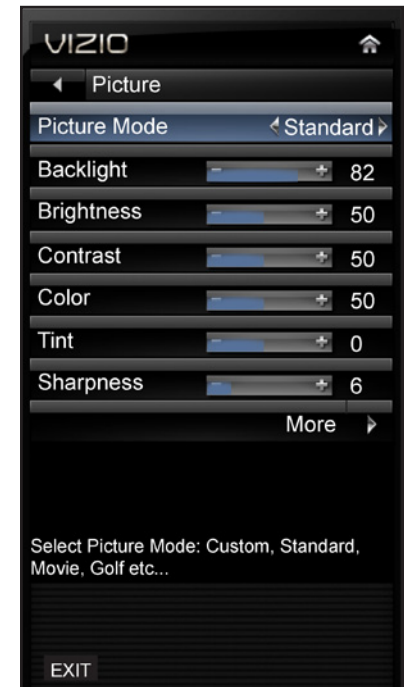 VIZIO
Picture
Picture Mode Standard
Backlight - + 82
Brightness - + 50
Contrast - + 50
Color - + 50
Tint - + 0
Sharpness - + 6
More
Select Picture Mode: Custom, Standard,
Movie, Golf etc...
EXIT